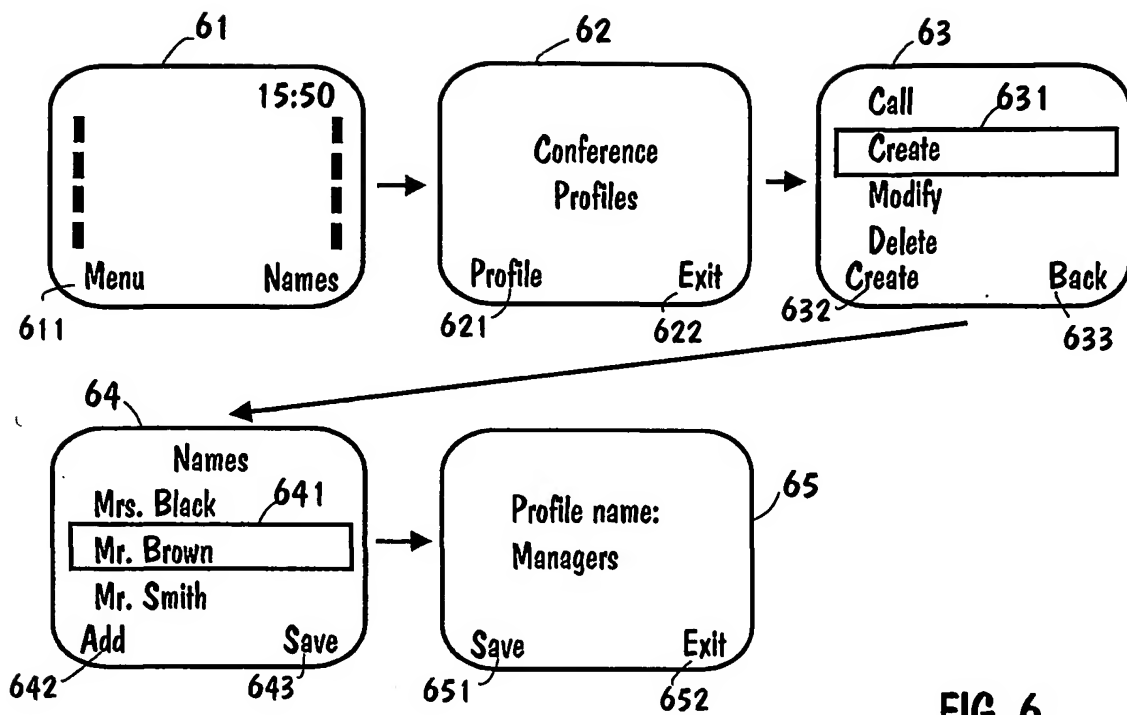 61
15:50
Menu
Names
611
62
Conference
Profiles
Profile
Exit
621
622
63
Call
631
Create
Modify
Delete
Create
Back
632
633
64
Names
Mrs. Black
641
Mr. Brown
Mr. Smith
Add
Save
642
643
65
Profile name:
Managers
Save
Exit
651
652
FIG. 6